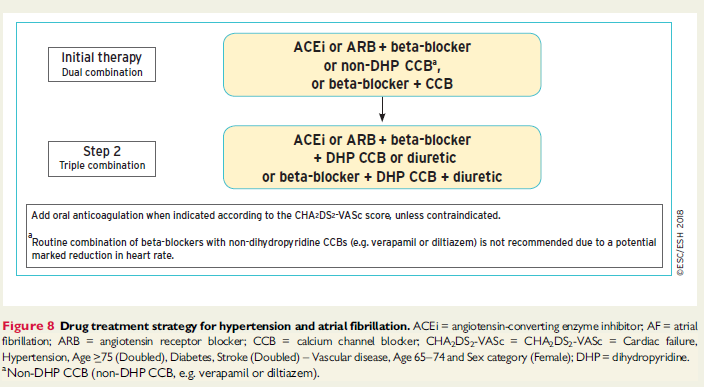 Initial therapy
Dual combination
ACEi or ARB + beta-blocker
or non-DHP CCBª,
or beta-blocker + CCB
Step 2
Triple combination
ACEi or ARB + beta-blocker
+ DHP CCB or diuretic
or beta-blocker + DHP CCB + diuretic
Add oral anticoagulation when indicated according to the CHA2DS2-VASc score, unless contraindicated.
ªRoutine combination of beta-blockers with non-dihydropyridine CCBs (e.g. verapamil or diltiazem) is not recommended due to a potential
marked reduction in heart rate.
©ESC/ESH 2018
Figure 8 Drug treatment strategy for hypertension and atrial fibrillation. ACEi = angiotensin-converting enzyme inhibitor; AF = atrial
fibrillation; ARB = angiotensin receptor blocker; CCB = calcium channel blocker; CHA₂DS₂-VASc = CHA₂DS₂-VASc = Cardiac failure,
Hypertension, Age ≥75 (Doubled), Diabetes, Stroke (Doubled) – Vascular disease, Age 65–74 and Sex category (Female); DHP = dihydropyridine.
ªNon-DHP CCB (non-DHP CCB, e.g. verapamil or diltiazem).